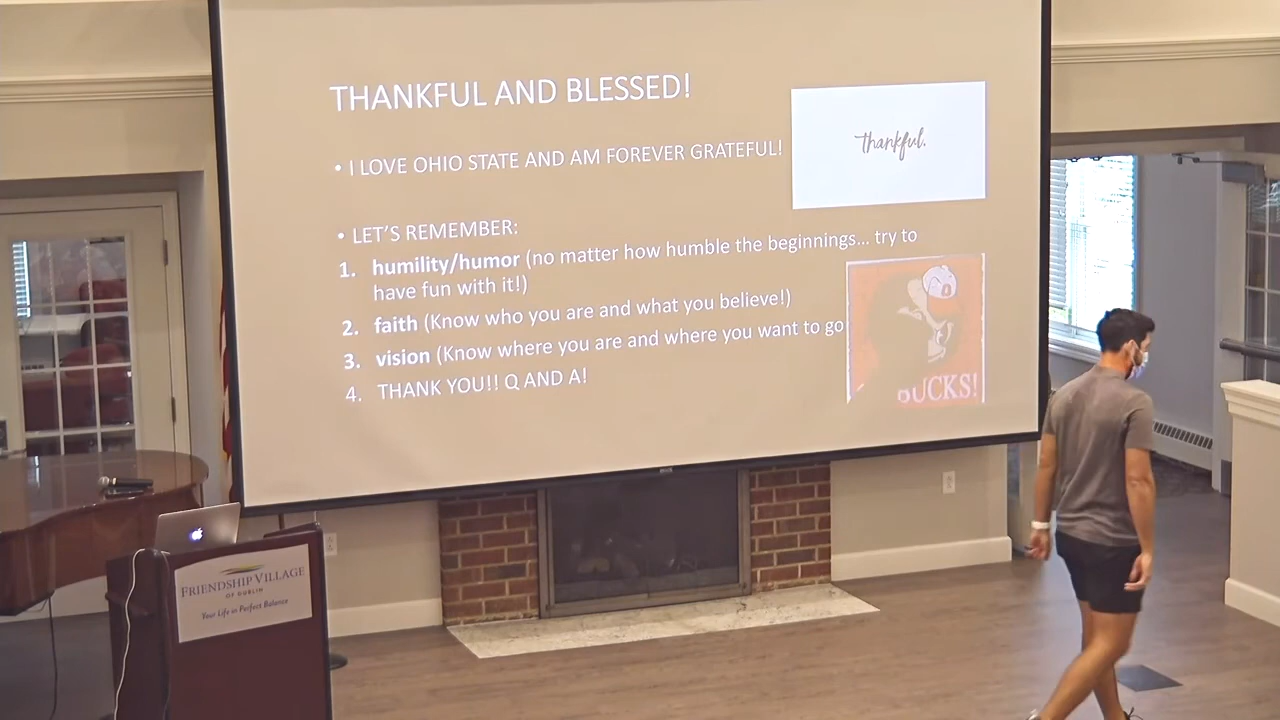 THANKFUL AND BLESSED!
thankful.
• I LOVE OHIO STATE AND AM FOREVER GRATEFUL!
• LET'S REMEMBER:
1. humility/humor (no matter how humble the beginnings... try to
have fun with it!)
2. faith (Know who you are and what you believe!)
3. vision (Know where you are and where you want to go
4. THANK YOU!! Q AND A!
BUCKS!
FRIENDSHIP VILLAGE
OF DUBLIN
Your Life in Perfect Balance